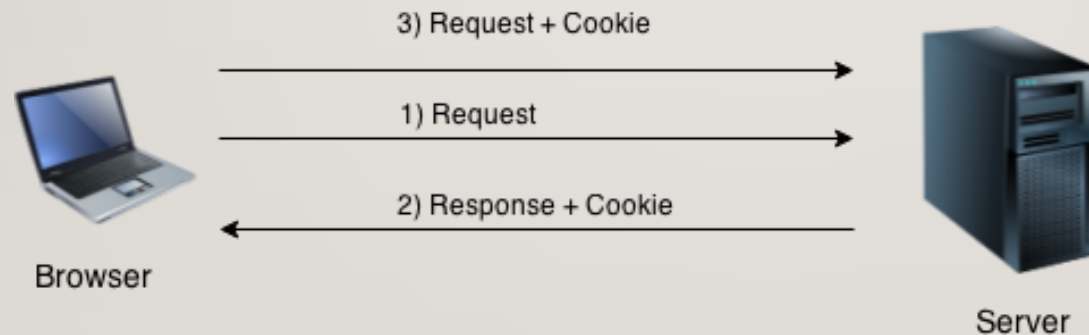 3) Request + Cookie
1) Request
2) Response + Cookie
Browser
Server